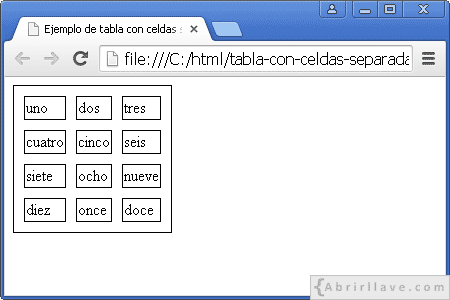 Ejemplo de tabla con celdas s
file:///C:/html/tabla-con-celdas-separada
uno dos tres
cuatro cinco seis
siete ocho nueve
diez once doce
{Abrirllave.com